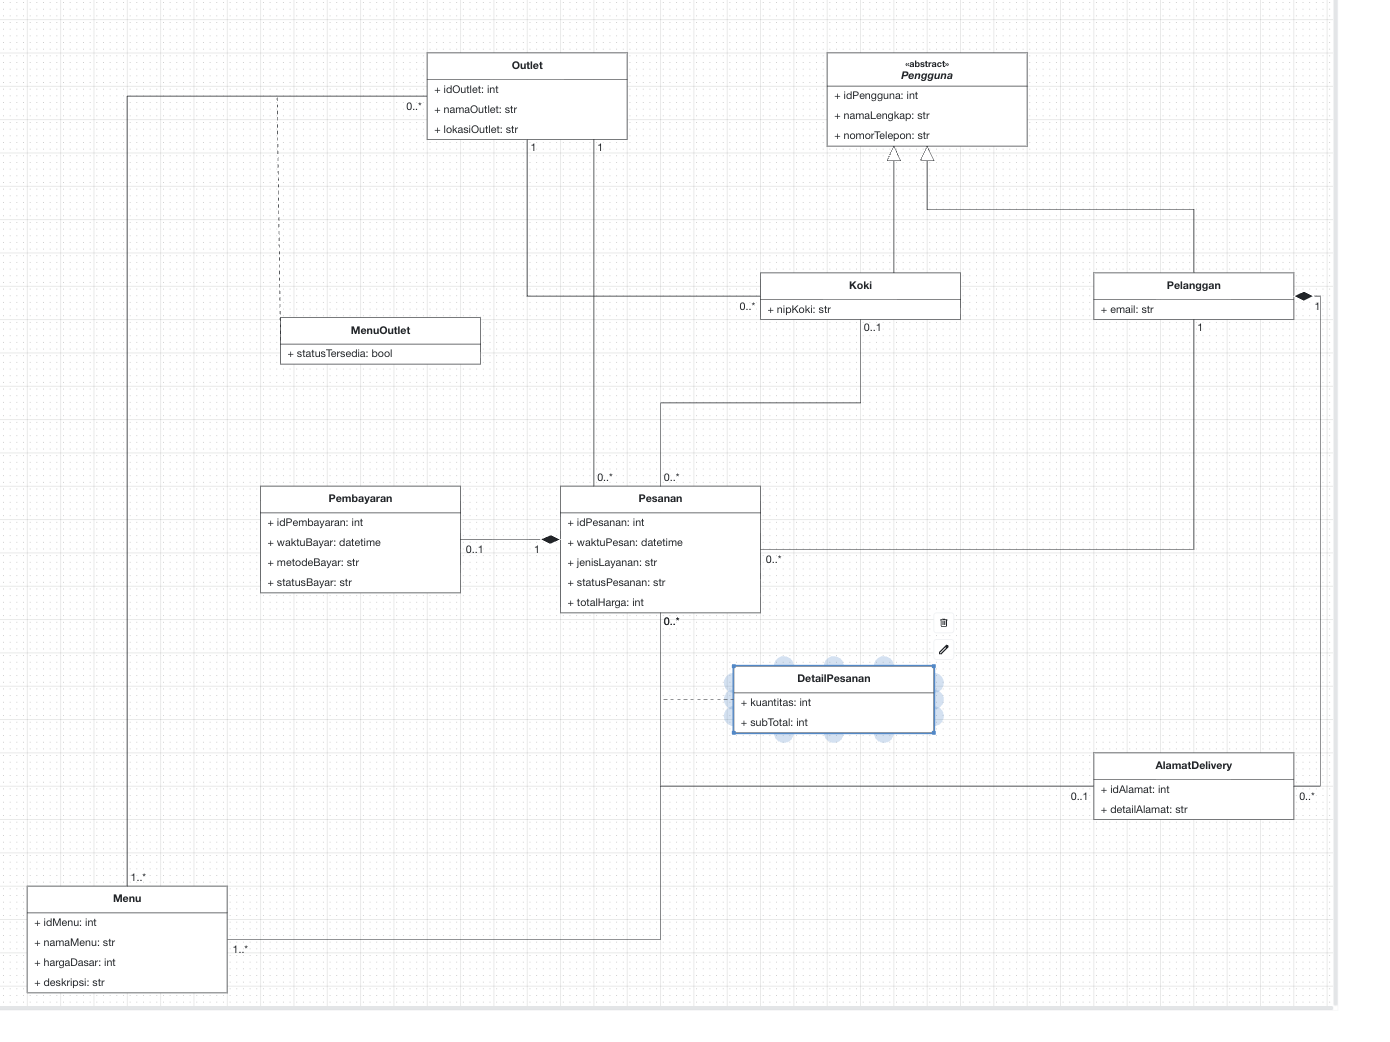 Outlet
+ idOutlet: int
+ namaOutlet: str
+ lokasiOutlet: str
0..*
1
1
«abstract»
Pengguna
+ idPengguna: int
+ namaLengkap: str
+ nomorTelepon: str
Koki
+ nipKoki: str
0..*
0..1
Pelanggan
+ email: str
1
1
MenuOutlet
+ statusTersedia: bool
0..*
0..*
Pembayaran
+ idPembayaran: int
+ waktuBayar: datetime
+ metodeBayar: str
+ statusBayar: str
0..1
1
Pesanan
+ idPesanan: int
+ waktuPesan: datetime
+ jenisLayanan: str
+ statusPesanan: str
+ totalHarga: int
0..*
0..*
DetailPesanan
+ kuantitas: int
+ subTotal: int
AlamatDelivery
+ idAlamat: int
+ detailAlamat: str
0..1
0..*
1..*
Menu
+ idMenu: int
+ namaMenu: str
+ hargaDasar: int
+ deskripsi: str
1..*